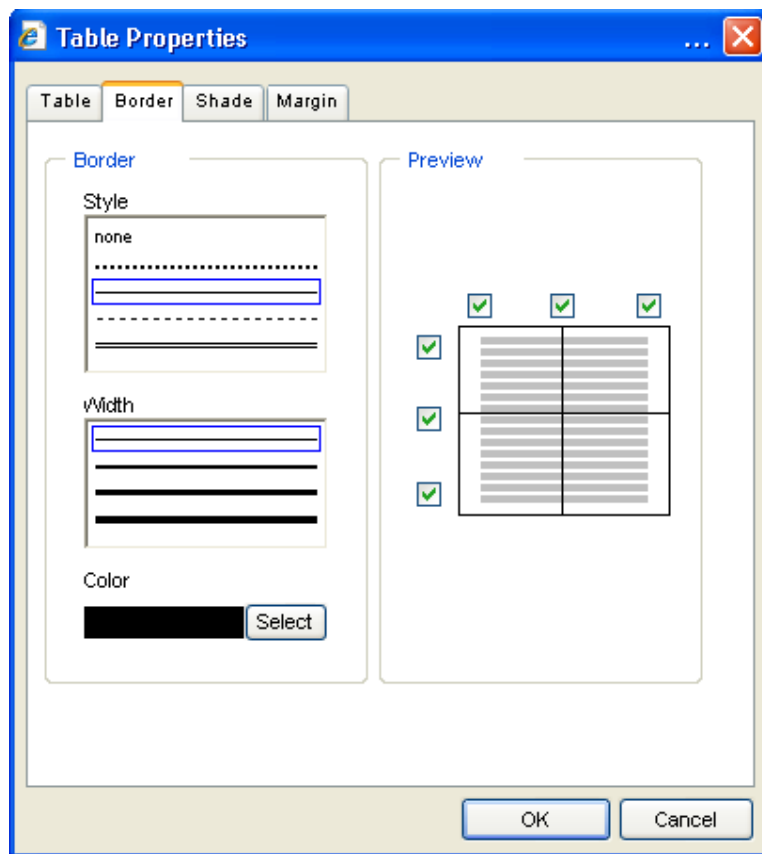 Table Properties ...
Table Border Shade Margin
Border
Style
none
Width
Color
Select
Preview
OK Cancel